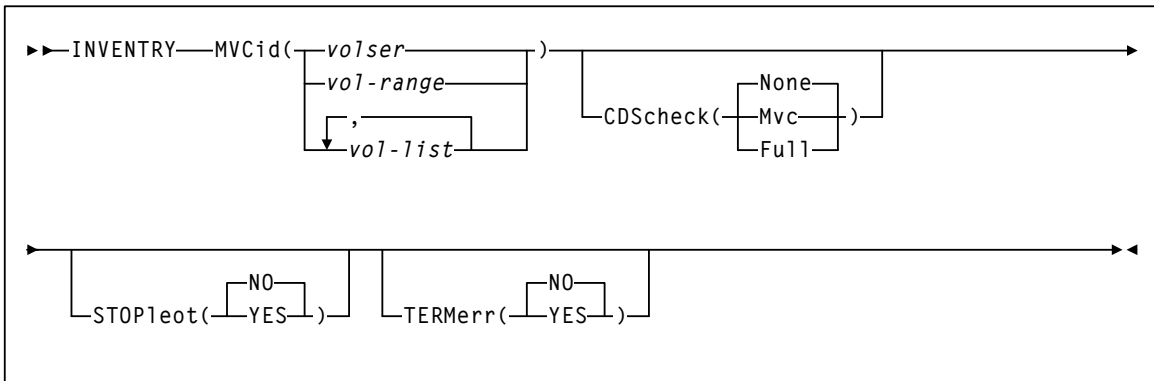 INVENTRY MVCid( volser )
vol-range
,
vol-list
None
CDScheck( Mvc )
Full
NO
STOPleot( YES )
NO
TERMerr( YES )